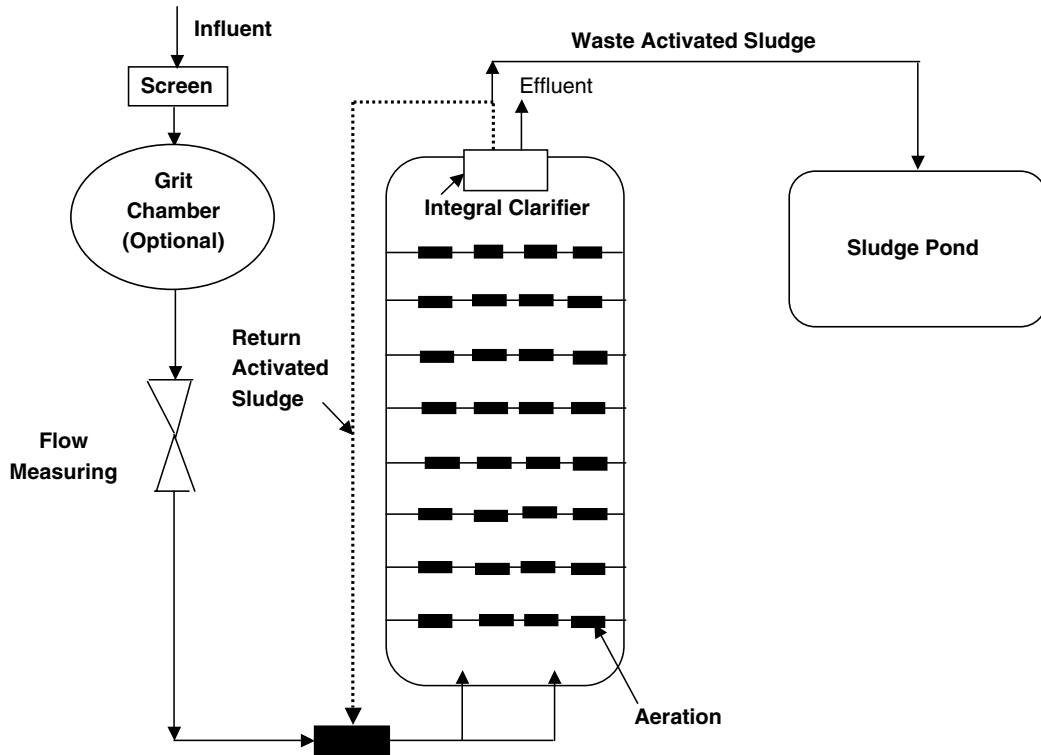 Influent
Screen
Grit
Chamber
(Optional)
Flow
Measuring
Return
Activated
Sludge
Waste Activated Sludge
Effluent
Integral Clarifier
Aeration
Sludge Pond